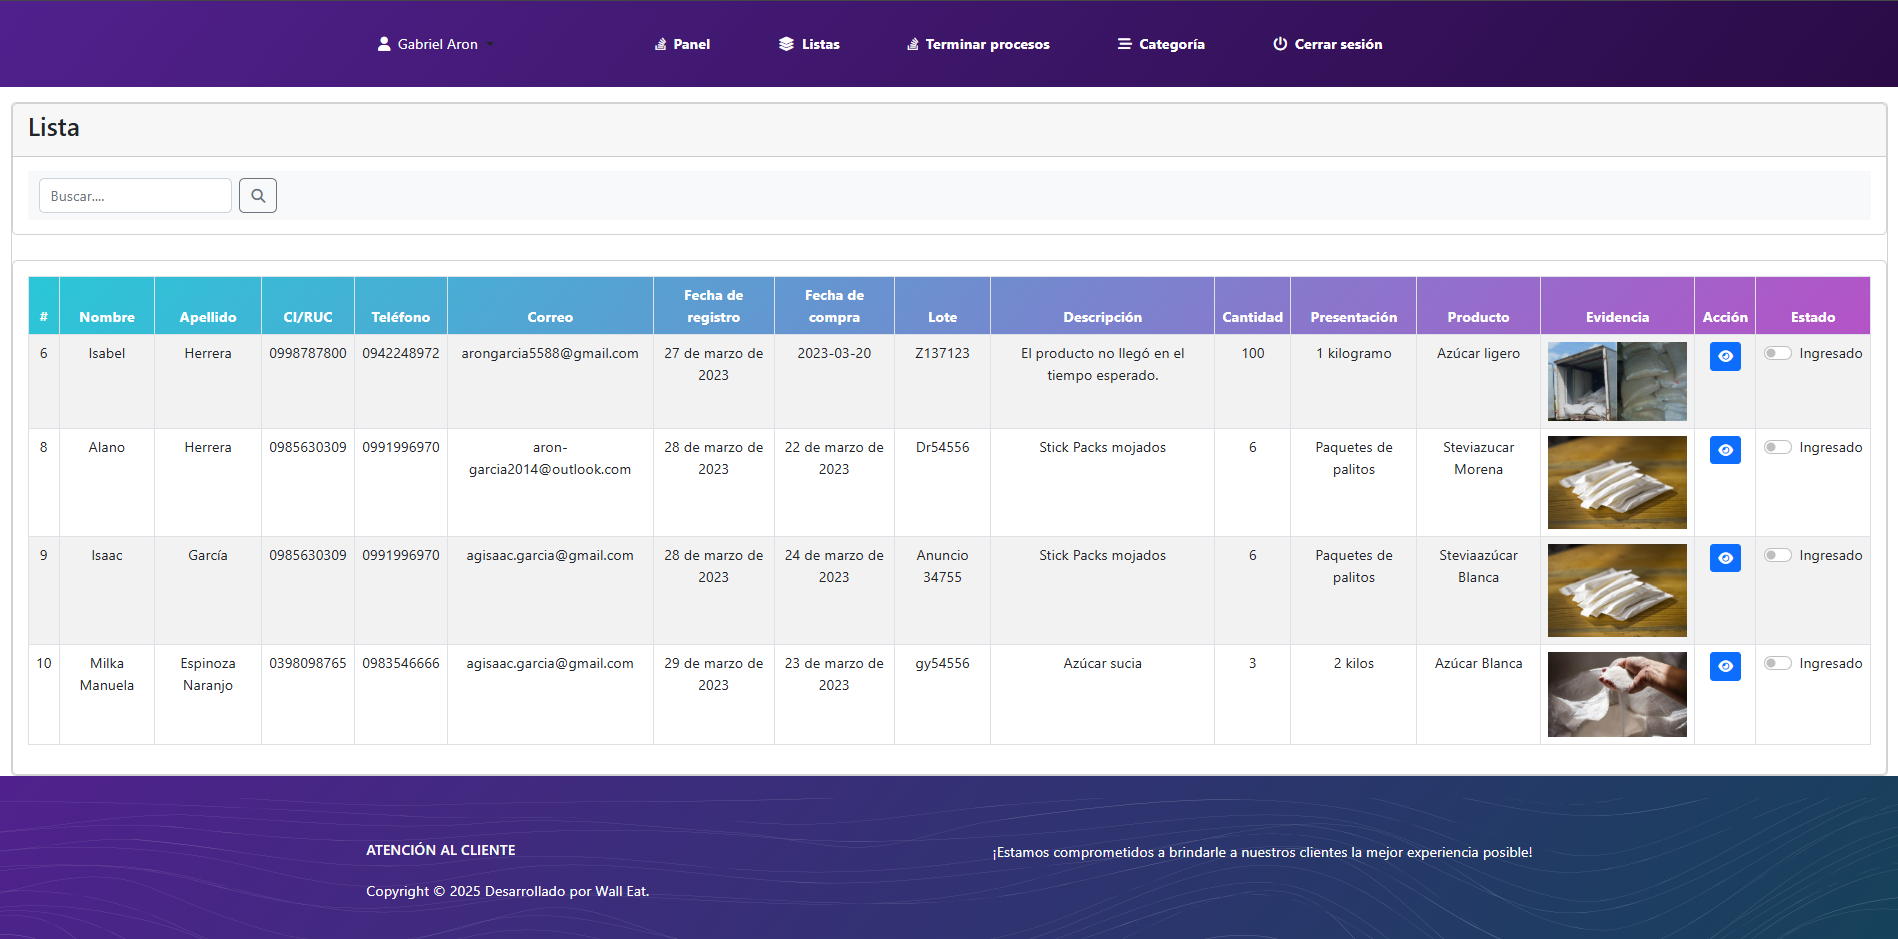 Gabriel Aron
Panel
Listas
Terminar procesos
Categoría
Cerrar sesión
Lista
Buscar....
# Nombre Apellido CI/RUC Teléfono Correo Fecha de registro Fecha de compra Lote Descripción Cantidad Presentación Producto Evidencia Acción Estado
6 Isabel Herrera 0998787800 0942248972 arongarcia5588@gmail.com 27 de marzo de 2023 2023-03-20 Z137123 El producto no llegó en el tiempo esperado. 100 1 kilogramo Azúcar ligero Ingresado
8 Alano Herrera 0985630309 0991996970 aron-garcia2014@outlook.com 28 de marzo de 2023 22 de marzo de 2023 Dr54556 Stick Packs mojados 6 Paquetes de palitos Steviazucar Morena Ingresado
9 Isaac García 0985630309 0991996970 agisaac.garcia@gmail.com 28 de marzo de 2023 24 de marzo de 2023 Anuncio 34755 Stick Packs mojados 6 Paquetes de palitos Steviaazúcar Blanca Ingresado
10 Milka Manuela Espinoza Naranjo 0398098765 0983546666 agisaac.garcia@gmail.com 29 de marzo de 2023 23 de marzo de 2023 gy54556 Azúcar sucia 3 2 kilos Azúcar Blanca Ingresado
ATENCIÓN AL CLIENTE
¡Estamos comprometidos a brindarle a nuestros clientes la mejor experiencia posible!
Copyright © 2025 Desarrollado por Wall Eat.